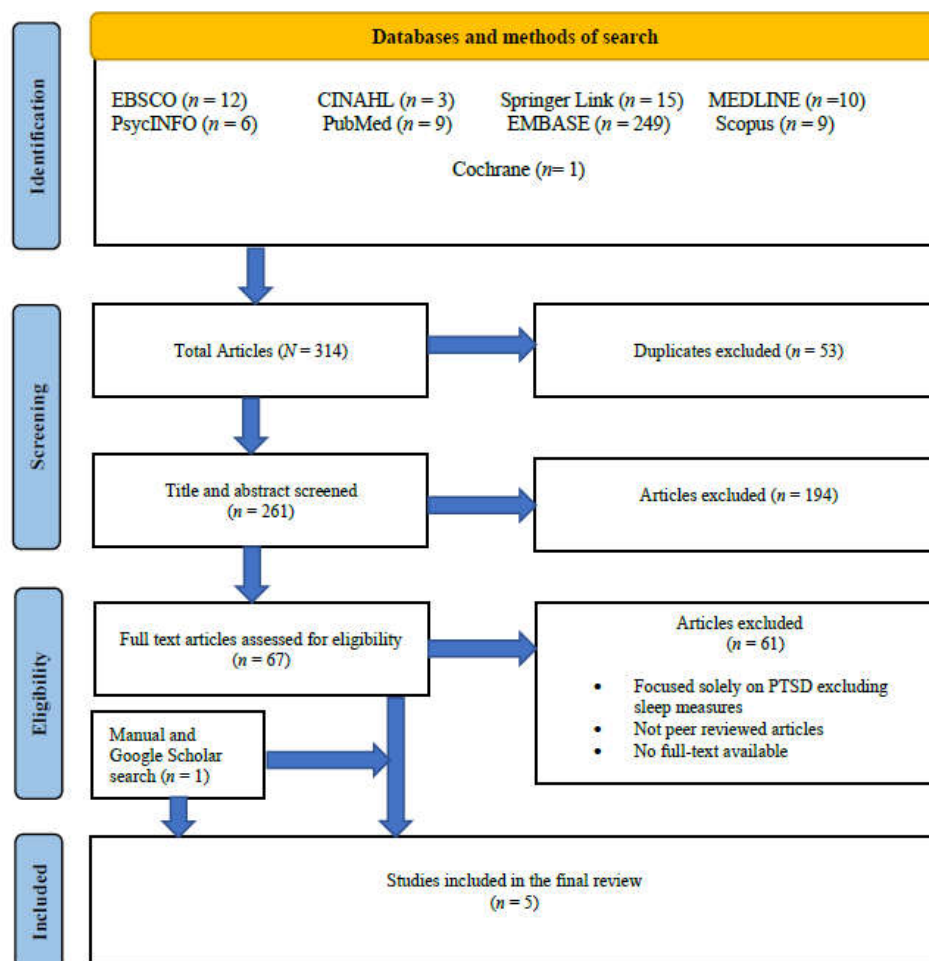 Databases and methods of search
Identification
EBSCO (n = 12) CINAHL (n = 3) Springer Link (n = 15) MEDLINE (n =10)
PsycINFO (n = 6) PubMed (n = 9) EMBASE (n = 249) Scopus (n = 9)
Cochrane (n= 1)
Screening
Total Articles (N = 314)
Duplicates excluded (n = 53)
Title and abstract screened
(n = 261)
Articles excluded (n = 194)
Eligibility
Full text articles assessed for eligibility
(n = 67)
Articles excluded
(n = 61)
• Focused solely on PTSD excluding
sleep measures
• Not peer reviewed articles
• No full-text available
Manual and
Google Scholar
search (n = 1)
Included
Studies included in the final review
(n = 5)